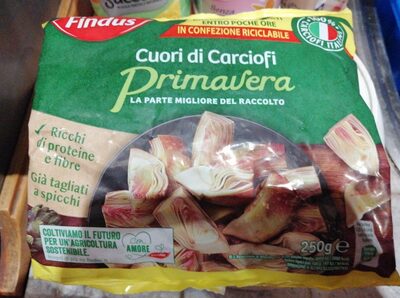 Findus
ENTRO POCHE ORE
IN CONFEZIONE RICICLABILE
100%
CARCIOFI ITALIANI
Cuori di Carciofi
Primavera
LA PARTE MIGLIORE DEL RACCOLTO
✓ Ricchi
di proteine
e fibre
Già tagliati
a spicchi
COLTIVIAMO IL FUTURO
PER UN'AGRICOLTURA
SOSTENIBILE.
AMORE
250g e